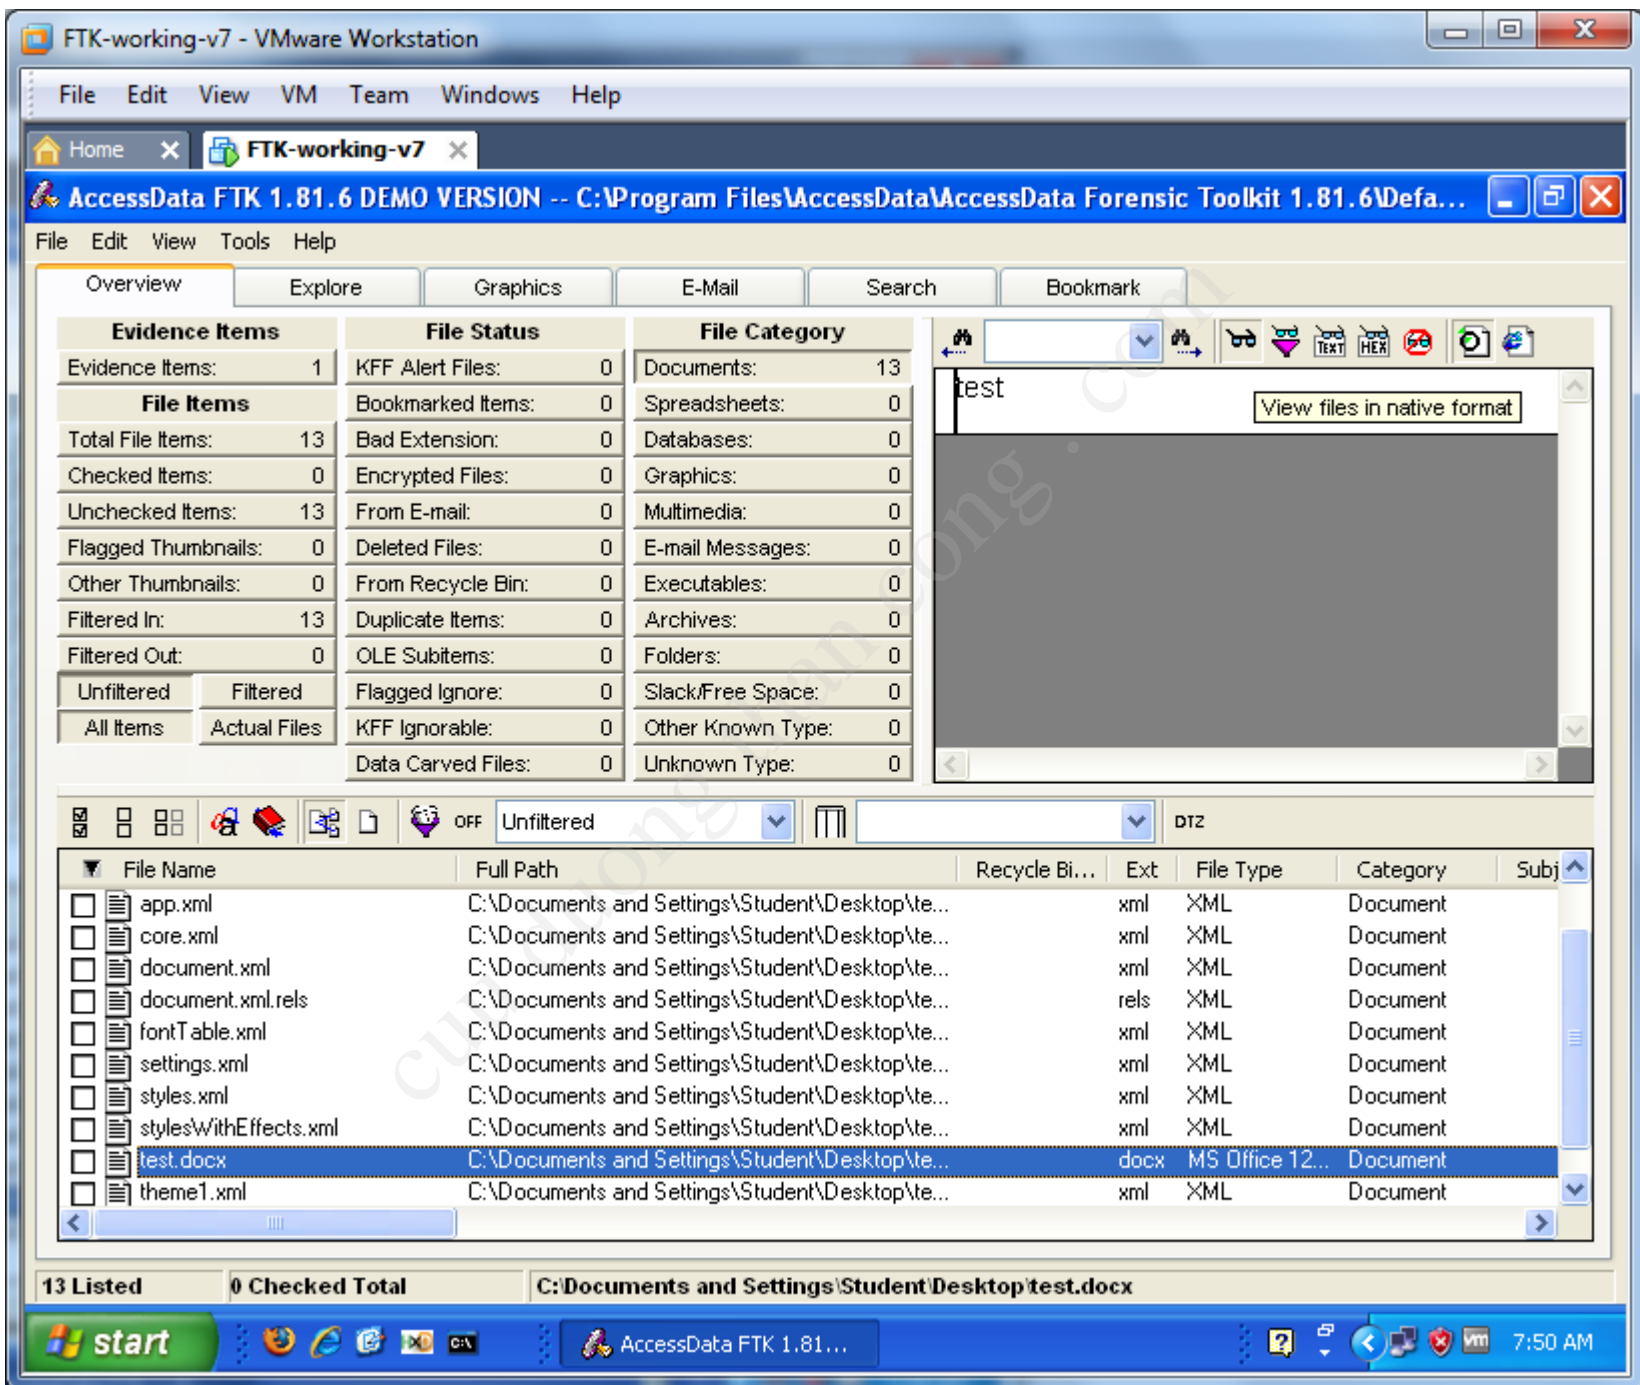 FTK-working-v7 - VMware Workstation
File Edit View VM Team Windows Help
Home FTK-working-v7
AccessData FTK 1.81.6 DEMO VERSION -- C:\Program Files\AccessData\AccessData Forensic Toolkit 1.81.6\Defa...
File Edit View Tools Help
Overview Explore Graphics E-Mail Search Bookmark
Evidence Items
Evidence Items: 1
File Items
Total File Items: 13
Checked Items: 0
Unchecked Items: 13
Flagged Thumbnails: 0
Other Thumbnails: 0
Filtered In: 13
Filtered Out: 0
Unfiltered Filtered
All Items Actual Files
File Status
KFF Alert Files: 0
Bookmarked Items: 0
Bad Extension: 0
Encrypted Files: 0
From E-mail: 0
Deleted Files: 0
From Recycle Bin: 0
Duplicate Items: 0
OLE Subitems: 0
Flagged Ignore: 0
KFF Ignorable: 0
Data Carved Files: 0
File Category
Documents: 13
Spreadsheets: 0
Databases: 0
Graphics: 0
Multimedia: 0
E-mail Messages: 0
Executables: 0
Archives: 0
Folders: 0
Slack/Free Space: 0
Other Known Type: 0
Unknown Type: 0
TEXT HEX
test
View files in native format
OFF Unfiltered DTZ
File Name Full Path Recycle Bi... Ext File Type Category Subj
app.xml C:\Documents and Settings\Student\Desktop\te... xml XML Document
core.xml C:\Documents and Settings\Student\Desktop\te... xml XML Document
document.xml C:\Documents and Settings\Student\Desktop\te... xml XML Document
document.xml.rels C:\Documents and Settings\Student\Desktop\te... rels XML Document
fontTable.xml C:\Documents and Settings\Student\Desktop\te... xml XML Document
settings.xml C:\Documents and Settings\Student\Desktop\te... xml XML Document
styles.xml C:\Documents and Settings\Student\Desktop\te... xml XML Document
stylesWithEffects.xml C:\Documents and Settings\Student\Desktop\te... xml XML Document
test.docx C:\Documents and Settings\Student\Desktop\te... docx MS Office 12... Document
theme1.xml C:\Documents and Settings\Student\Desktop\te... xml XML Document
13 Listed 0 Checked Total C:\Documents and Settings\Student\Desktop\test.docx
start AccessData FTK 1.81... 7:50 AM
cuu duong than cong . com